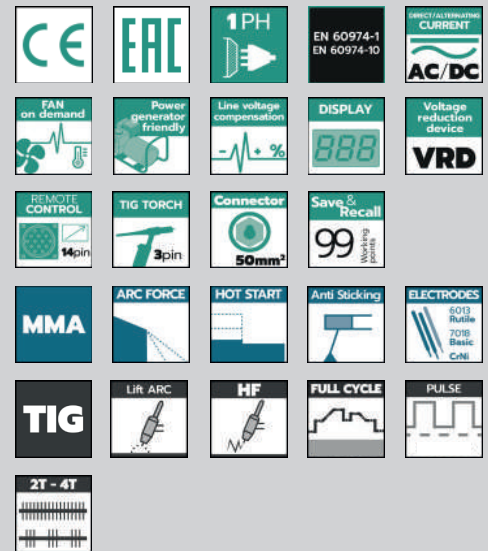 CE
EAC
1 PH
EN 60974-1
EN 60974-10
DIRECT/ALTERNATING
CURRENT
AC/DC
FAN
on demand
Power
generator
friendly
Line voltage
compensation
- + %
DISPLAY
888
Voltage
reduction
device
VRD
REMOTE
CONTROL
14pin
TIG TORCH
3pin
Connector
50mm²
Save &
Recall
99
Working
points
MMA
ARC FORCE
HOT START
Anti Sticking
ELECTRODES
6013
Rutile
7018
Basic
CrNi
TIG
Lift ARC
HF
FULL CYCLE
PULSE
2T - 4T